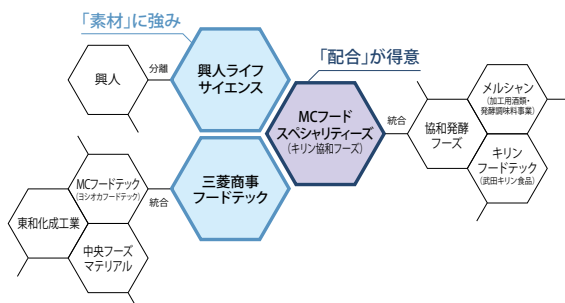 「素材」に強み
興人
分離
興人ライフ
サイエンス
「配合」が得意
MCフード
スペシャリティーズ
(キリン協和フーズ)
統合
協和発酵
フーズ
メルシャン
(加工用酒類・
発酵調味料事業)
キリン
フードテック
(武田キリン食品)
三菱商事
フードテック
統合
MCフードテック
(ヨシオカフードテック)
東和化成工業
中央フーズ
マテリアル